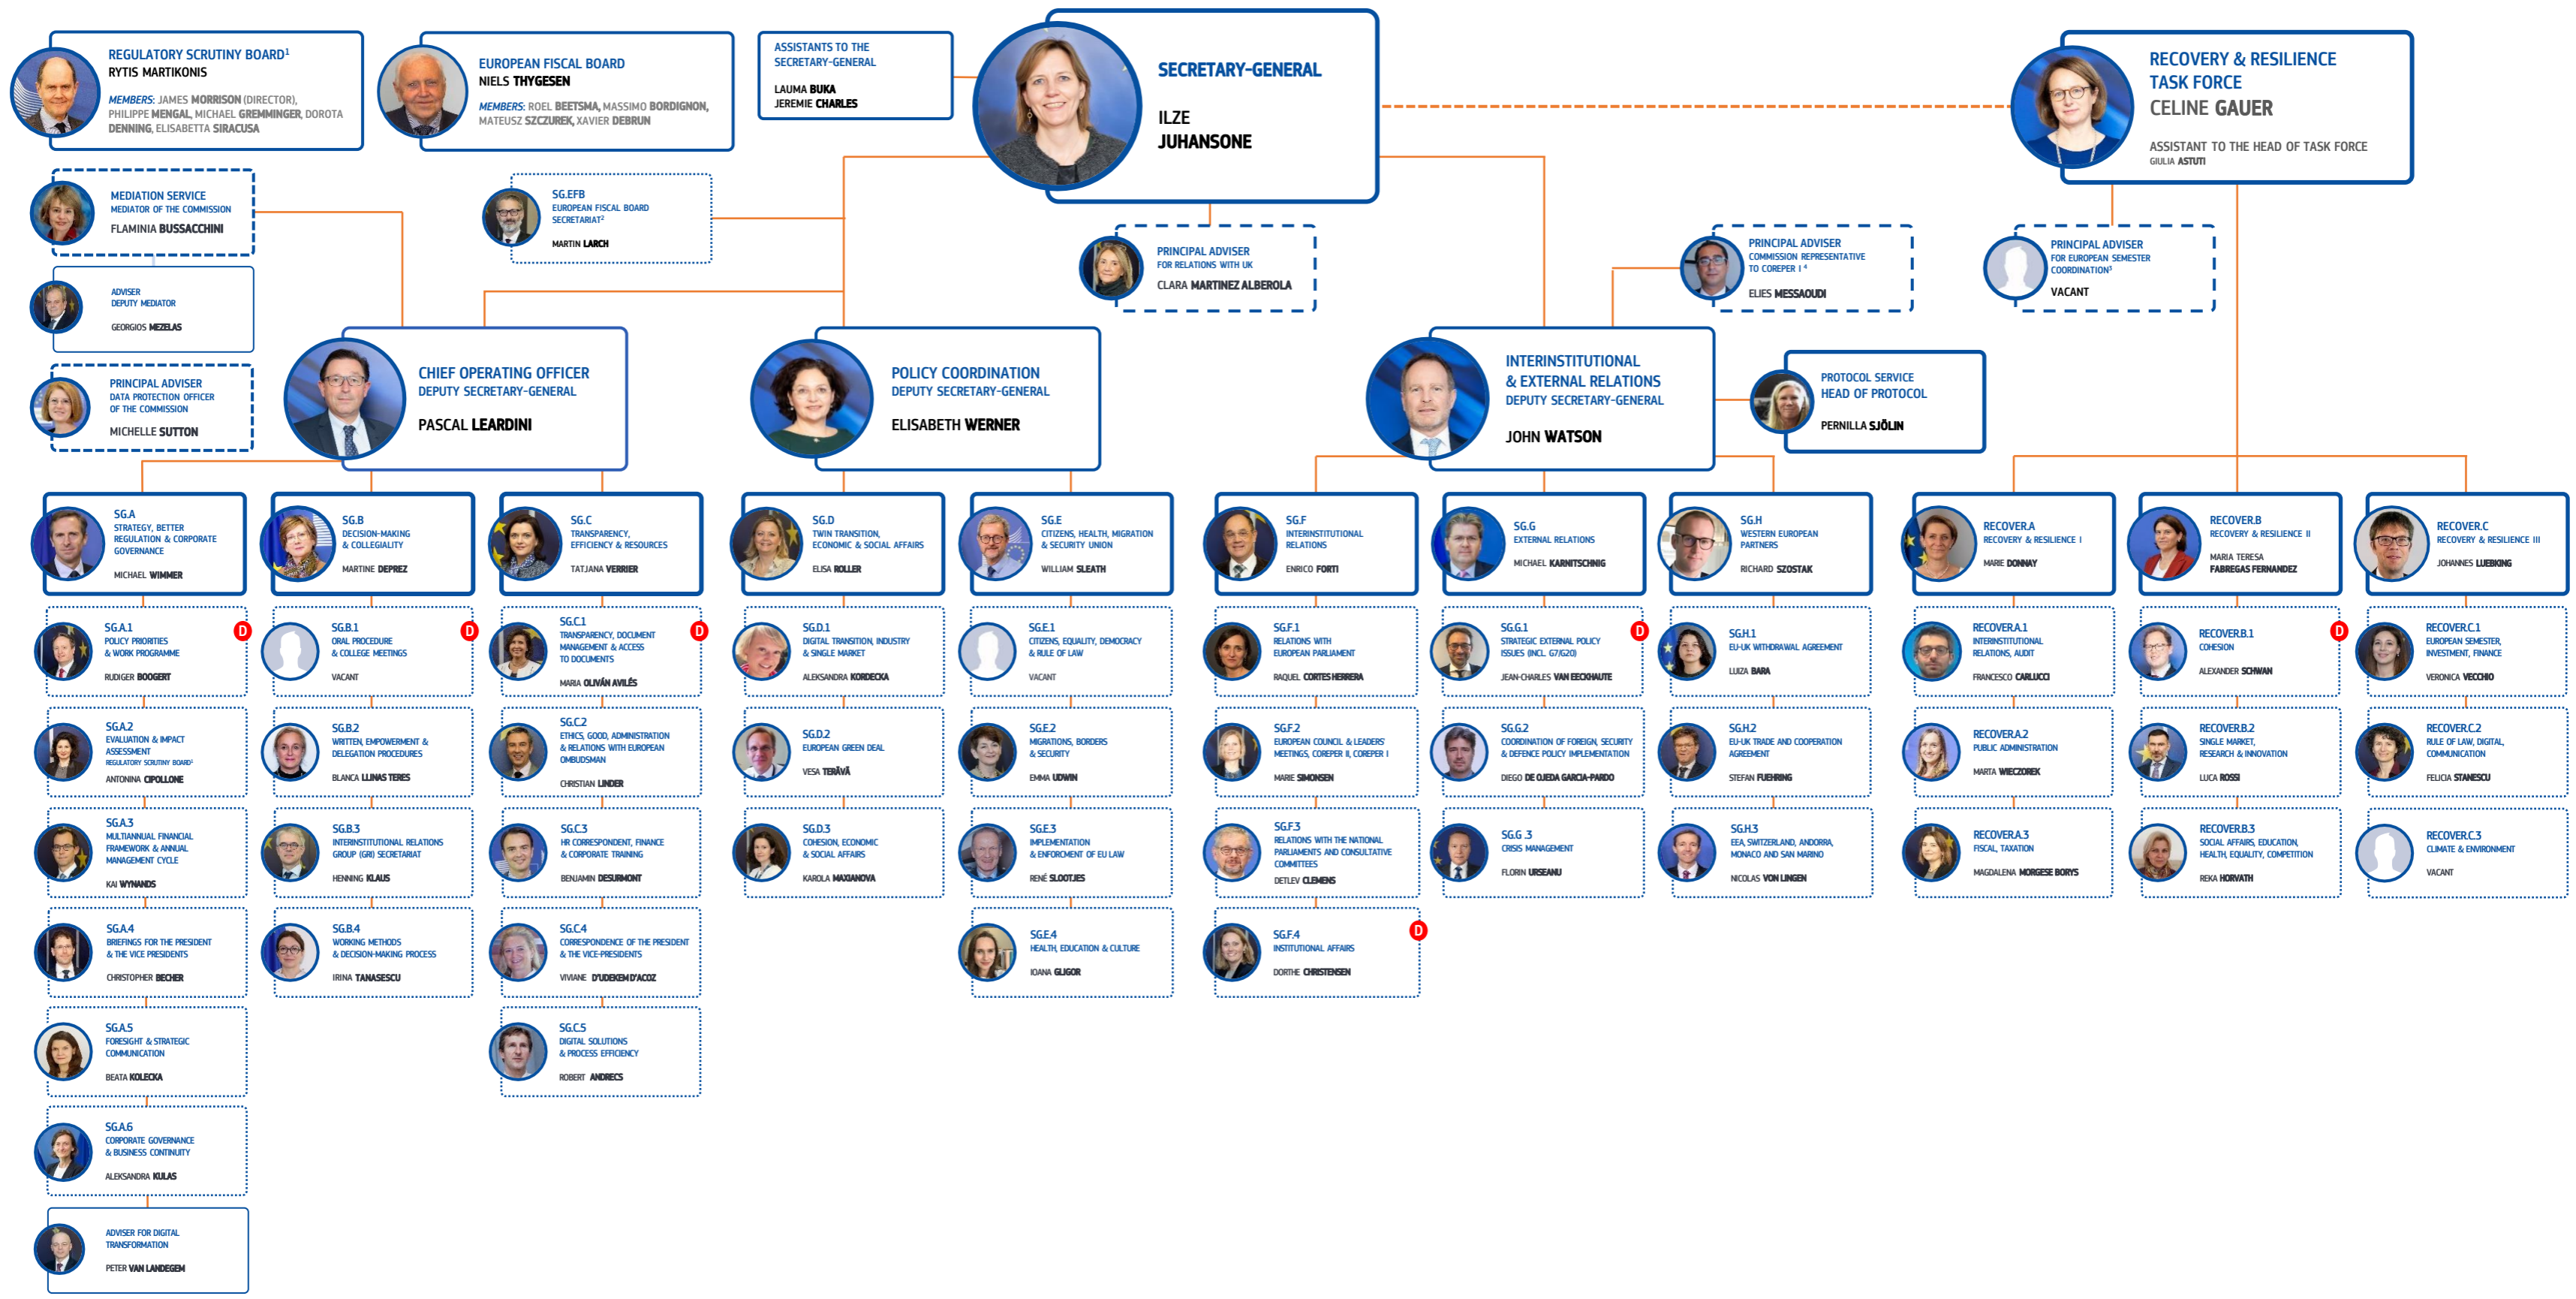 REGULATORY SCRUTINY BOARD¹
RYTIS MARTIKONIS
MEMBERS: JAMES MORRISON (DIRECTOR),
PHILIPPE MENGAL, MICHAEL GREMMINGER, DOROTA
DENNING, ELISABETTA SIRACUSA
EUROPEAN FISCAL BOARD
NIELS THYGESEN
MEMBERS: ROEL BEETSMA, MASSIMO BORDIGNON,
MATEUSZ SZCZUREK, XAVIER DEBRUN
ASSISTANTS TO THE
SECRETARY-GENERAL
LAUMA BUKA
JEREMIE CHARLES
SECRETARY-GENERAL
ILZE
JUHANSONE
RECOVERY & RESILIENCE
TASK FORCE
CELINE GAUER
ASSISTANT TO THE HEAD OF TASK FORCE
GIULIA ASTUTI
MEDIATION SERVICE
MEDIATOR OF THE COMMISSION
FLAMINIA BUSSACCHINI
SG.EFB
EUROPEAN FISCAL BOARD
SECRETARIAT²
MARTIN LARCH
PRINCIPAL ADVISER
FOR RELATIONS WITH UK
CLARA MARTINEZ ALBEROLA
PRINCIPAL ADVISER
COMMISSION REPRESENTATIVE
TO COREPER I ⁴
ELIES MESSAOUDI
PRINCIPAL ADVISER
FOR EUROPEAN SEMESTER
COORDINATION³
VACANT
ADVISER
DEPUTY MEDIATOR
GEORGIOS MEZELAS
PRINCIPAL ADVISER
DATA PROTECTION OFFICER
OF THE COMMISSION
MICHELLE SUTTON
CHIEF OPERATING OFFICER
DEPUTY SECRETARY-GENERAL
PASCAL LEARDINI
POLICY COORDINATION
DEPUTY SECRETARY-GENERAL
ELISABETH WERNER
INTERINSTITUTIONAL
& EXTERNAL RELATIONS
DEPUTY SECRETARY-GENERAL
JOHN WATSON
PROTOCOL SERVICE
HEAD OF PROTOCOL
PERNILLA SJÖLIN
SG.A
STRATEGY, BETTER
REGULATION & CORPORATE
GOVERNANCE
MICHAEL WIMMER
SG.B
DECISION-MAKING
& COLLEGIALITY
MARTINE DEPREZ
SG.C
TRANSPARENCY,
EFFICIENCY & RESOURCES
TATJANA VERRIER
SG.D
TWIN TRANSITION,
ECONOMIC & SOCIAL AFFAIRS
ELISA ROLLER
SG.E
CITIZENS, HEALTH, MIGRATION
& SECURITY UNION
WILLIAM SLEATH
SG.F
INTERINSTITUTIONAL
RELATIONS
ENRICO FORTI
SG.G
EXTERNAL RELATIONS
MICHAEL KARNITSCHNIG
SG.H
WESTERN EUROPEAN
PARTNERS
RICHARD SZOSTAK
RECOVER.A
RECOVERY & RESILIENCE I
MARIE DONNAY
RECOVER.B
RECOVERY & RESILIENCE II
MARIA TERESA
FABREGAS FERNANDEZ
RECOVER.C
RECOVERY & RESILIENCE III
JOHANNES LUEBKING
SG.A.1
POLICY PRIORITIES
& WORK PROGRAMME
RUDIGER BOOGERT
D
SG.B.1
ORAL PROCEDURE
& COLLEGE MEETINGS
VACANT
D
SG.C.1
TRANSPARENCY, DOCUMENT
MANAGEMENT & ACCESS
TO DOCUMENTS
MARIA OLIVÁN AVILÉS
D
SG.D.1
DIGITAL TRANSITION, INDUSTRY
& SINGLE MARKET
ALEKSANDRA KORDECKA
SG.E.1
CITIZENS, EQUALITY, DEMOCRACY
& RULE OF LAW
VACANT
SG.F.1
RELATIONS WITH
EUROPEAN PARLIAMENT
RAQUEL CORTES HERRERA
SG.G.1
STRATEGIC EXTERNAL POLICY
ISSUES (INCL. G7/G20)
JEAN-CHARLES VAN EECKHAUTE
D
SG.H.1
EU-UK WITHDRAWAL AGREEMENT
LUIZA BARA
RECOVER.A.1
INTERINSTITUTIONAL
RELATIONS, AUDIT
FRANCESCO CARLUCCI
RECOVER.B.1
COHESION
ALEXANDER SCHWAN
D
RECOVER.C.1
EUROPEAN SEMESTER,
INVESTMENT, FINANCE
VERONICA VECCHIO
SG.A.2
EVALUATION & IMPACT
ASSESSMENT
REGULATORY SCRUTINY BOARD¹
ANTONINA CIPOLLONE
SG.B.2
WRITTEN, EMPOWERMENT &
DELEGATION PROCEDURES
BLANCA LLINAS TERES
SG.C.2
ETHICS, GOOD, ADMINISTRATION
& RELATIONS WITH EUROPEAN
OMBUDSMAN
CHRISTIAN LINDER
SG.D.2
EUROPEAN GREEN DEAL
VESA TERÄVÄ
SG.E.2
MIGRATIONS, BORDERS
& SECURITY
EMMA UDWIN
SG.F.2
EUROPEAN COUNCIL & LEADERS'
MEETINGS, COREPER II, COREPER I
MARIE SIMONSEN
SG.G.2
COORDINATION OF FOREIGN, SECURITY
& DEFENCE POLICY IMPLEMENTATION
DIEGO DE OJEDA GARCIA-PARDO
SG.H.2
EU-UK TRADE AND COOPERATION
AGREEMENT
STEFAN FUEHRING
RECOVER.A.2
PUBLIC ADMINISTRATION
MARTA WIECZOREK
RECOVER.B.2
SINGLE MARKET,
RESEARCH & INNOVATION
LUCA ROSSI
RECOVER.C.2
RULE OF LAW, DIGITAL,
COMMUNICATION
FELICIA STANESCU
SG.A.3
MULTIANNUAL FINANCIAL
FRAMEWORK & ANNUAL
MANAGEMENT CYCLE
KAI WYNANDS
SG.B.3
INTERINSTITUTIONAL RELATIONS
GROUP (GRI) SECRETARIAT
HENNING KLAUS
SG.C.3
HR CORRESPONDENT, FINANCE
& CORPORATE TRAINING
BENJAMIN DESURMONT
SG.D.3
COHESION, ECONOMIC
& SOCIAL AFFAIRS
KAROLA MAXIANOVA
SG.E.3
IMPLEMENTATION
& ENFORCMENT OF EU LAW
RENÉ SLOOTJES
SG.F.3
RELATIONS WITH THE NATIONAL
PARLIAMENTS AND CONSULTATIVE
COMMITTEES
DETLEV CLEMENS
SG.G .3
CRISIS MANAGEMENT
FLORIN URSEANU
SG.H.3
EEA, SWITZERLAND, ANDORRA,
MONACO AND SAN MARINO
NICOLAS VON LINGEN
RECOVER.A.3
FISCAL, TAXATION
MAGDALENA MORGESE BORYS
RECOVER.B.3
SOCIAL AFFAIRS, EDUCATION,
HEALTH, EQUALITY, COMPETITION
REKA HORVATH
RECOVER.C.3
CLIMATE & ENVIRONMENT
VACANT
SG.A.4
BRIEFINGS FOR THE PRESIDENT
& THE VICE PRESIDENTS
CHRISTOPHER BECHER
SG.B.4
WORKING METHODS
& DECISION-MAKING PROCESS
IRINA TANASESCU
SG.C.4
CORRESPONDENCE OF THE PRESIDENT
& THE VICE-PRESIDENTS
VIVIANE D'UDEKEM D'ACOZ
SG.E.4
HEALTH, EDUCATION & CULTURE
IOANA GLIGOR
SG.F.4
INSTITUTIONAL AFFAIRS
DORTHE CHRISTENSEN
D
SG.A.5
FORESIGHT & STRATEGIC
COMMUNICATION
BEATA KOLECKA
SG.C.5
DIGITAL SOLUTIONS
& PROCESS EFFICIENCY
ROBERT ANDRECS
SG.A.6
CORPORATE GOVERNANCE
& BUSINESS CONTINUITY
ALEKSANDRA KULAS
ADVISER FOR DIGITAL
TRANSFORMATION
PETER VAN LANDEGEM